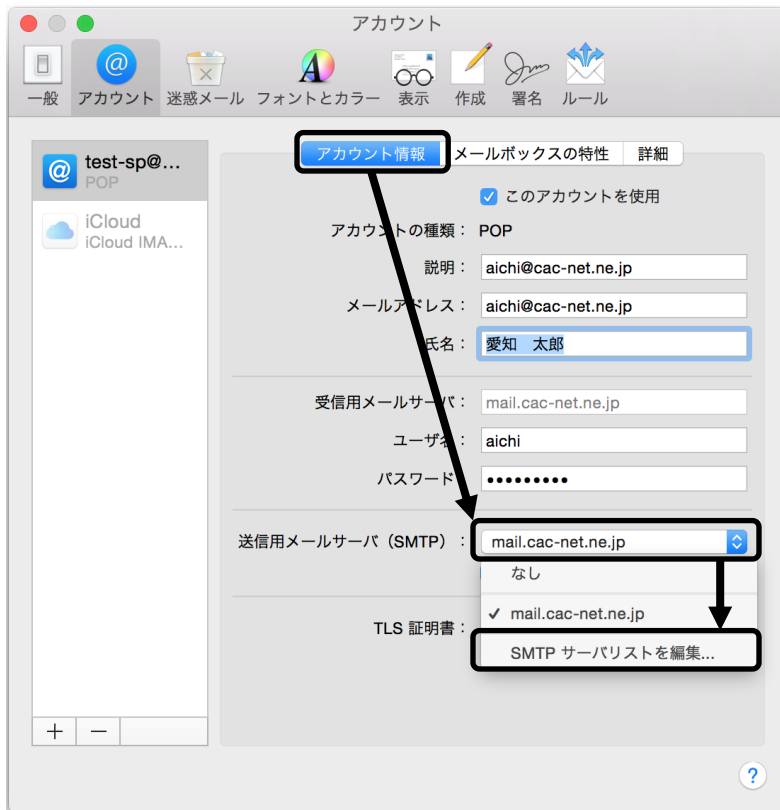 アカウント
一般 アカウント 迷惑メール フォントとカラー 表示 作成 署名 ルール
test-sp@...
POP
iCloud
iCloud IMA...
アカウント情報 メールボックスの特性 詳細
このアカウントを使用
アカウントの種類： POP
説明： aichi@cac-net.ne.jp
メールアドレス： aichi@cac-net.ne.jp
氏名： 愛知　太郎
受信用メールサーバ： mail.cac-net.ne.jp
ユーザ名： aichi
パスワード •••••••••
送信用メールサーバ（SMTP）： mail.cac-net.ne.jp
なし
✓ mail.cac-net.ne.jp
TLS 証明書：
SMTP サーバリストを編集...
+ −
?